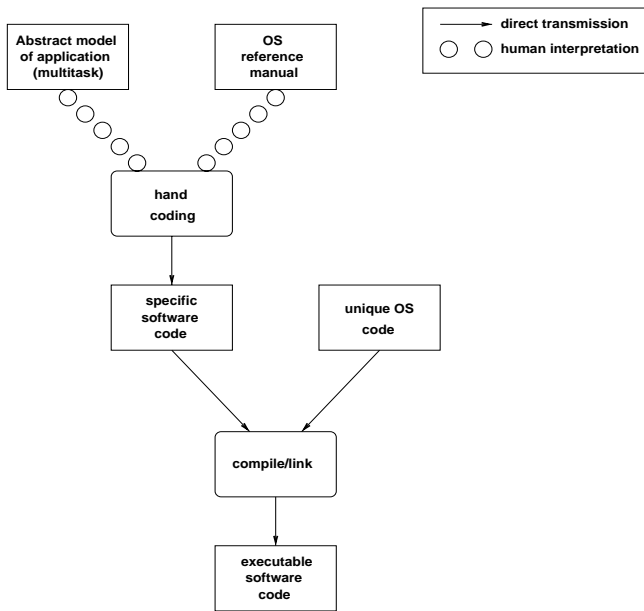 Abstract model
of application
(multitask)
OS
reference
manual
direct transmission
human interpretation
hand
coding
specific
software
code
unique OS
code
compile/link
executable
software
code